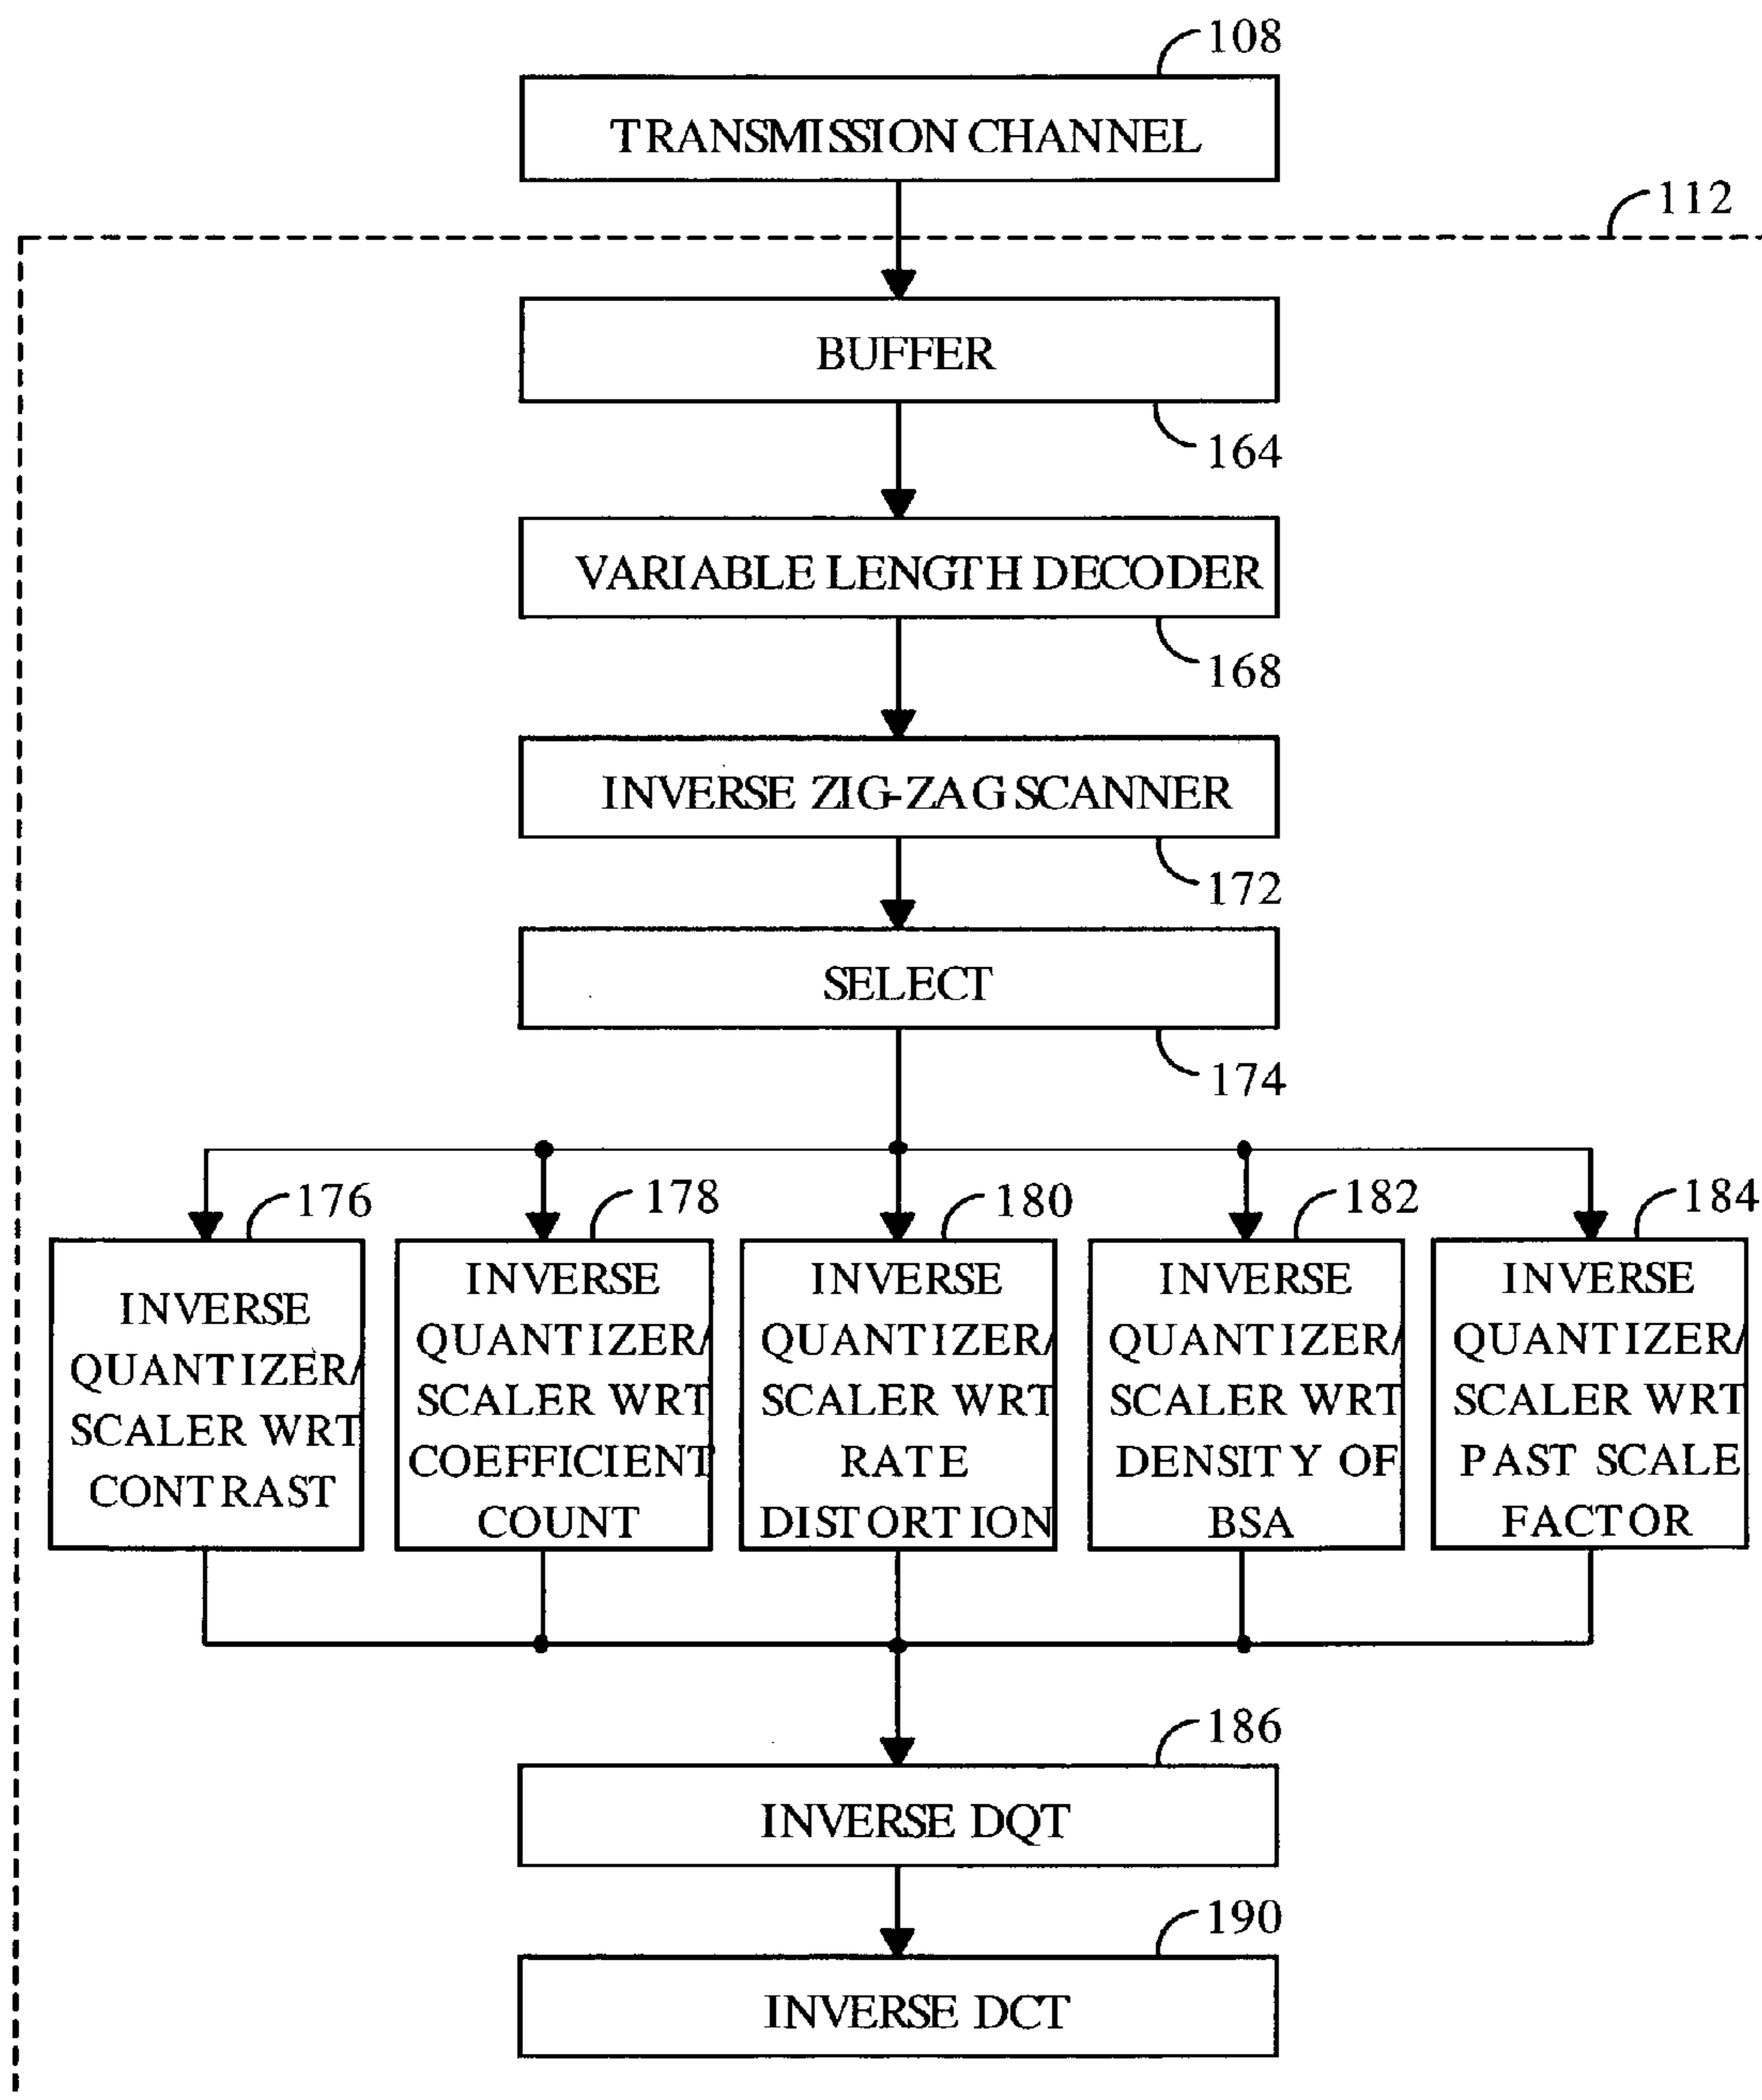 108
TRANSMISSION CHANNEL
112
BUFFER
164
VARIABLE LENGTH DECODER
168
INVERSE ZIG-ZAG SCANNER
172
SELECT
174
176
INVERSE
QUANTIZER/
SCALER WRT
CONTRAST
178
INVERSE
QUANTIZER/
SCALER WRT
COEFFICIENT
COUNT
180
INVERSE
QUANTIZER/
SCALER WRT
RATE
DISTORTION
182
INVERSE
QUANTIZER/
SCALER WRT
DENSITY OF
BSA
184
INVERSE
QUANTIZER/
SCALER WRT
PAST SCALE
FACTOR
186
INVERSE DQT
190
INVERSE DCT